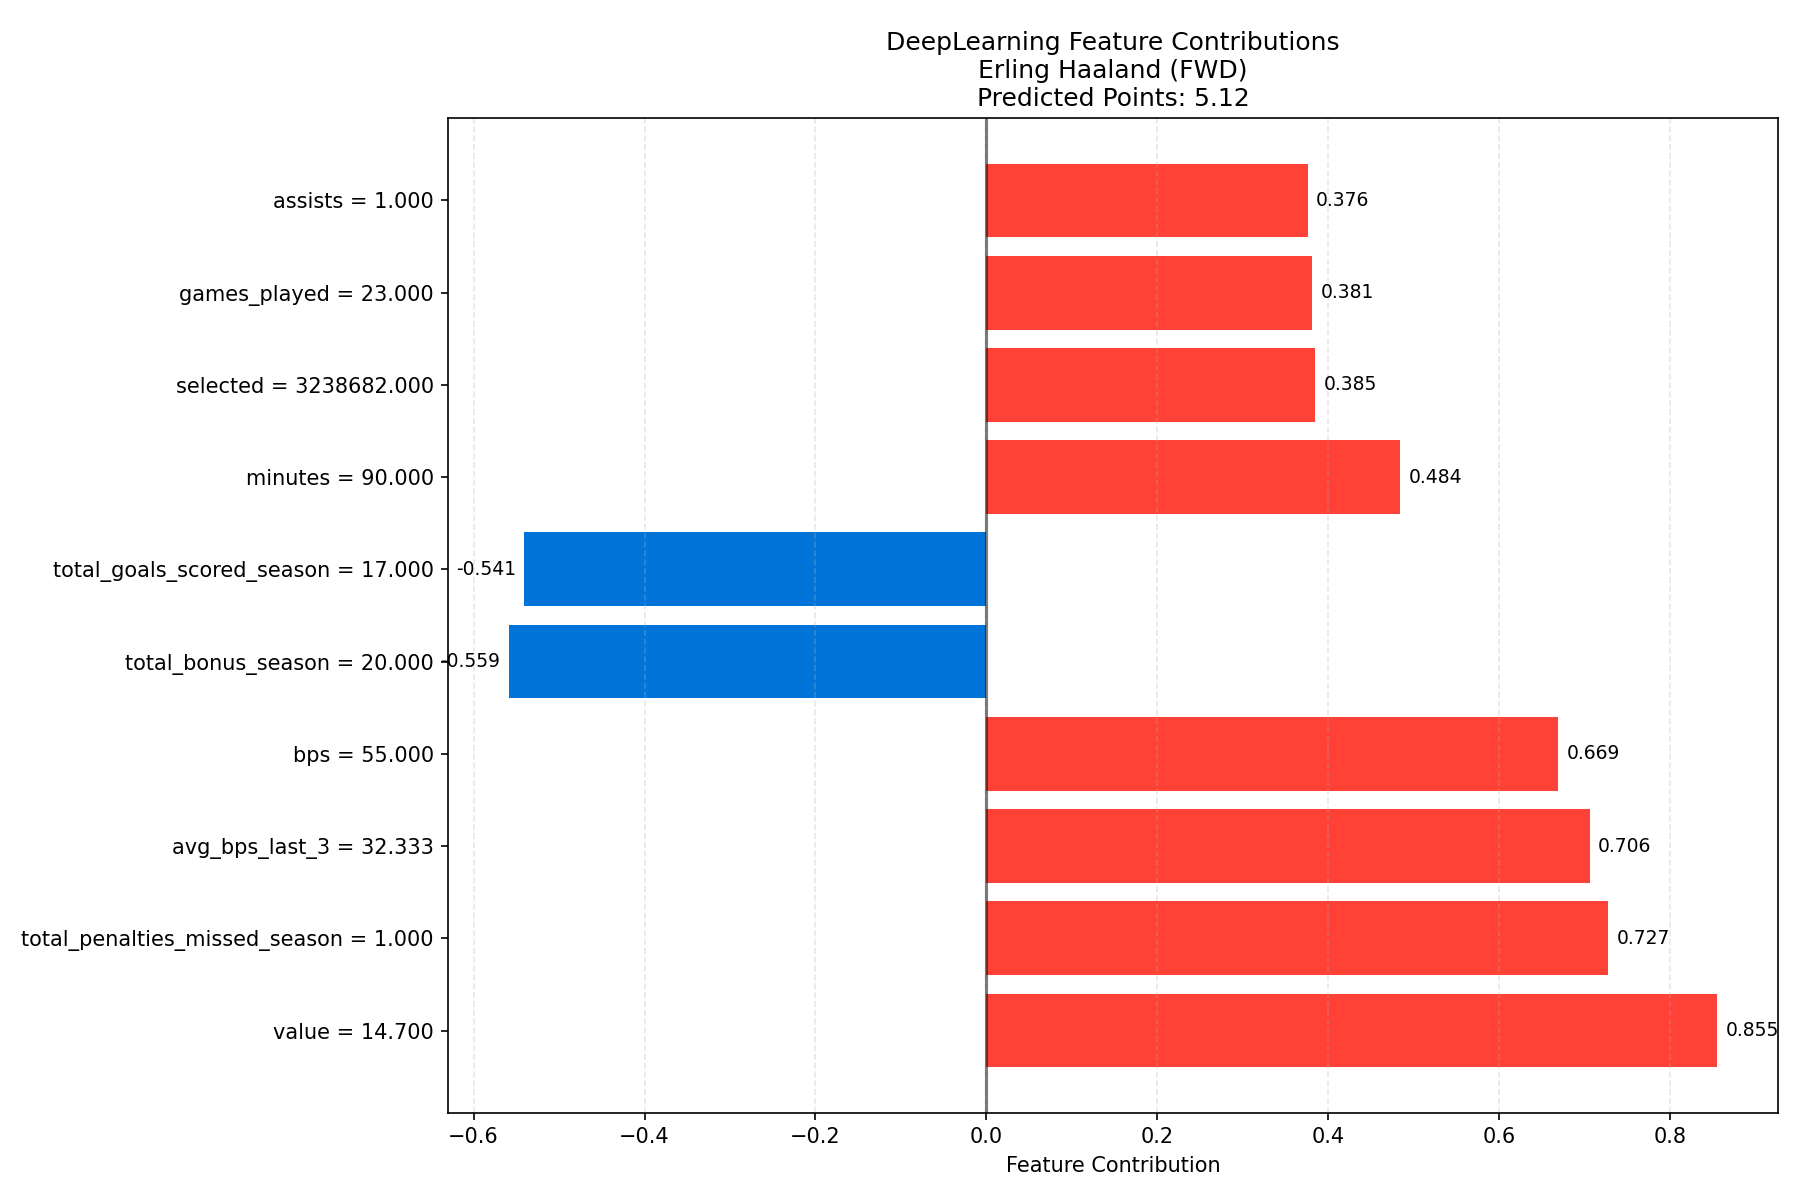 DeepLearning Feature Contributions
Erling Haaland (FWD)
Predicted Points: 5.12
assists = 1.000
0.376
games_played = 23.000
0.381
selected = 3238682.000
0.385
minutes = 90.000
0.484
total_goals_scored_season = 17.000
-0.541
total_bonus_season = 20.000
-0.559
bps = 55.000
0.669
avg_bps_last_3 = 32.333
0.706
total_penalties_missed_season = 1.000
0.727
value = 14.700
0.855
−0.6 −0.4 −0.2 0.0 0.2 0.4 0.6 0.8
Feature Contribution